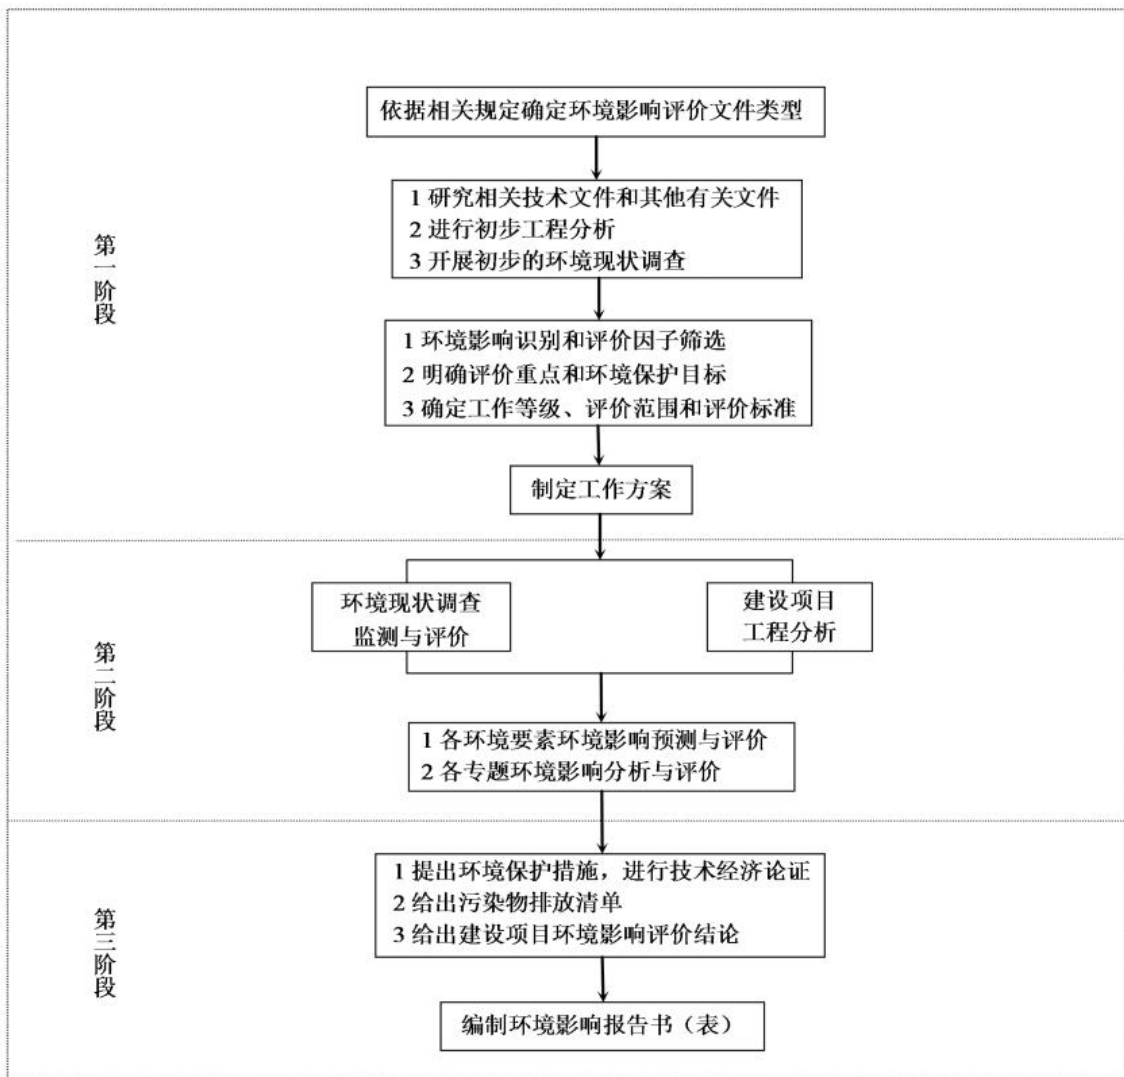 依据相关规定确定环境影响评价文件类型
1 研究相关技术文件和其他有关文件
2 进行初步工程分析
3 开展初步的环境现状调查
第一阶段
1 环境影响识别和评价因子筛选
2 明确评价重点和环境保护目标
3 确定工作等级、评价范围和评价标准
制定工作方案
环境现状调查
监测与评价
建设项目
工程分析
第二阶段
1 各环境要素环境影响预测与评价
2 各专题环境影响分析与评价
1 提出环境保护措施，进行技术经济论证
2 给出污染物排放清单
3 给出建设项目环境影响评价结论
第三阶段
编制环境影响报告书（表）